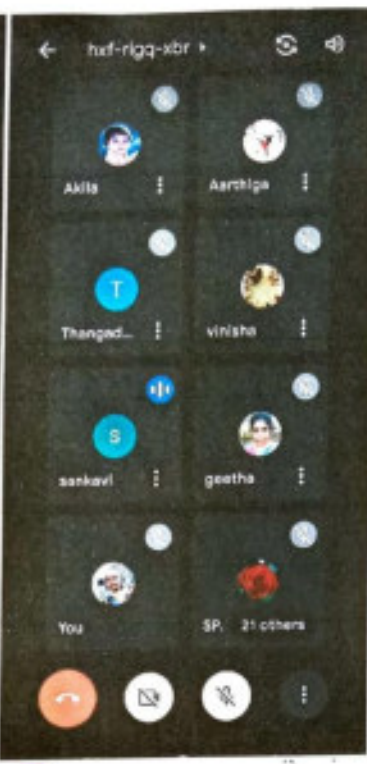 hxf-rigq-xbr
Akila Aarthiga
T
Thangad... vinisha
S
sankavi geetha
You SP. 21 others